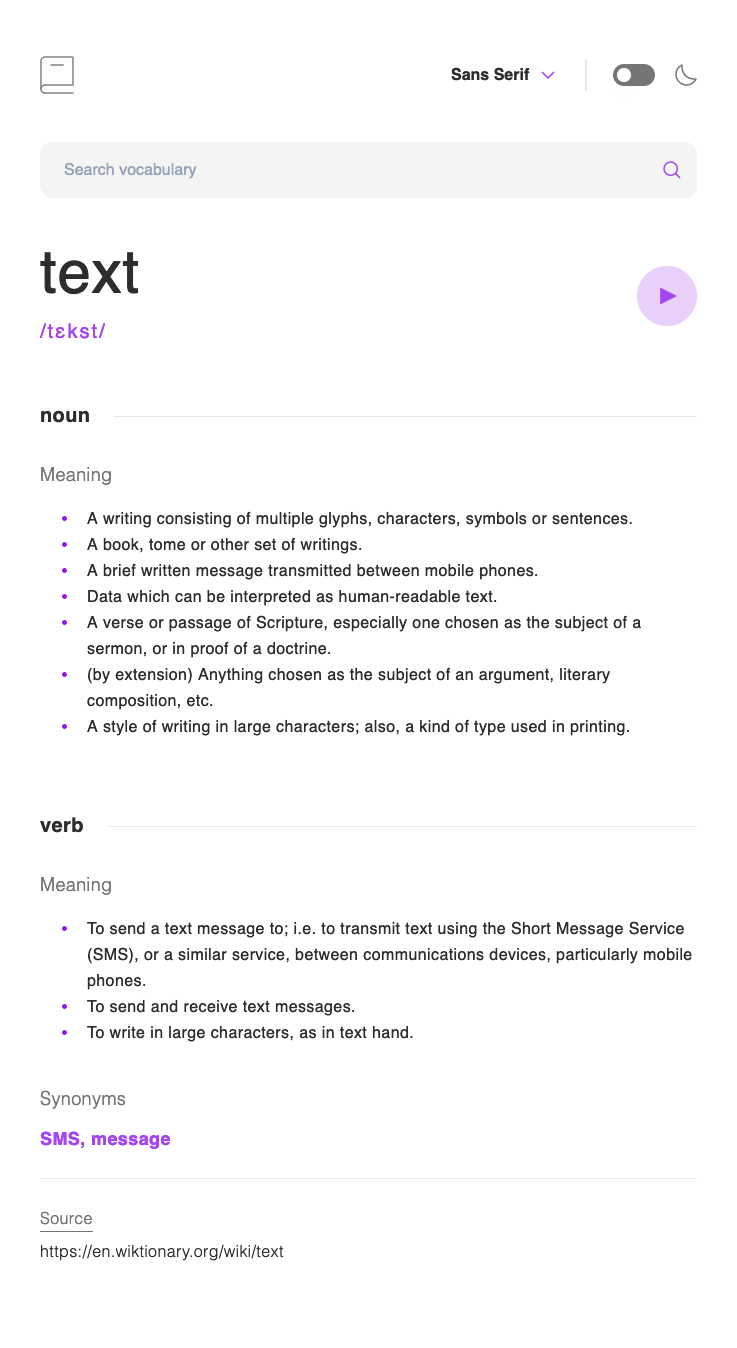 Sans Serif
Search vocabulary
text
/tɛkst/
noun
Meaning
A writing consisting of multiple glyphs, characters, symbols or sentences.
A book, tome or other set of writings.
A brief written message transmitted between mobile phones.
Data which can be interpreted as human-readable text.
A verse or passage of Scripture, especially one chosen as the subject of a
sermon, or in proof of a doctrine.
(by extension) Anything chosen as the subject of an argument, literary
composition, etc.
A style of writing in large characters; also, a kind of type used in printing.
verb
Meaning
To send a text message to; i.e. to transmit text using the Short Message Service
(SMS), or a similar service, between communications devices, particularly mobile
phones.
To send and receive text messages.
To write in large characters, as in text hand.
Synonyms
SMS, message
Source
https://en.wiktionary.org/wiki/text